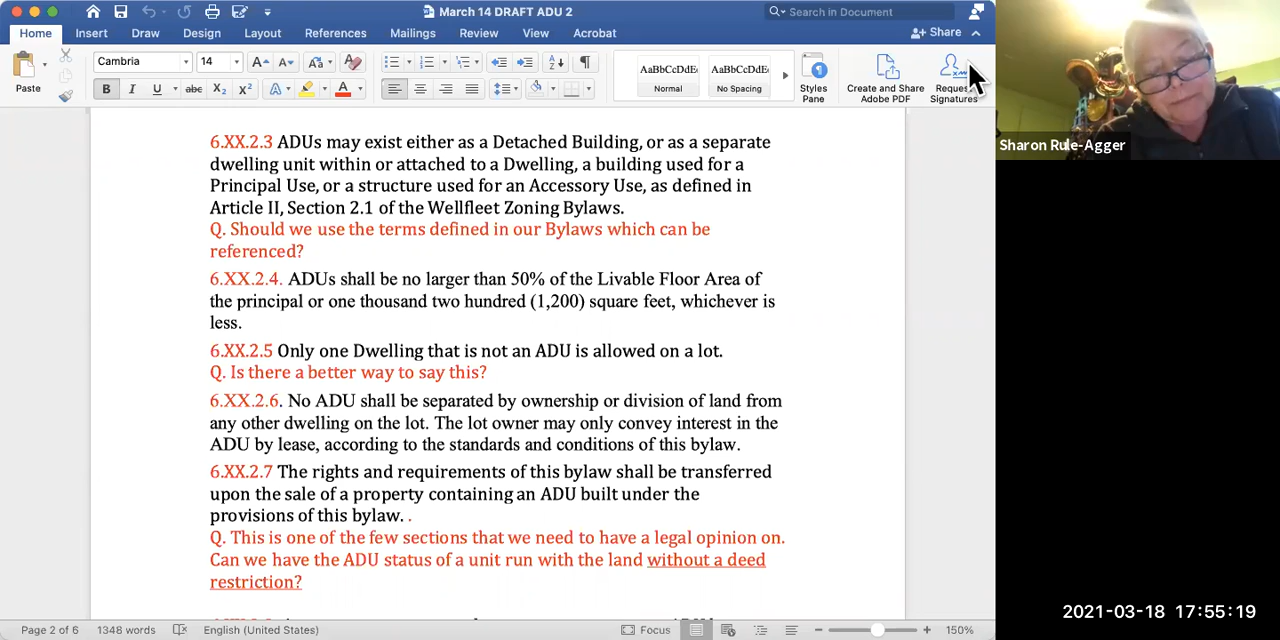 March 14 DRAFT ADU 2
Search in Document
Home Insert Draw Design Layout References Mailings Review View Acrobat Share
Paste
Cambria 14
AaBbCcDdE AaBbCcDdE
Normal No Spacing
Styles Pane
Create and Share Adobe PDF
Signatures
6.XX.2.3 ADUs may exist either as a Detached Building, or as a separate
dwelling unit within or attached to a Dwelling, a building used for a
Principal Use, or a structure used for an Accessory Use, as defined in
Article II, Section 2.1 of the Wellfleet Zoning Bylaws.
Q. Should we use the terms defined in our Bylaws which can be
referenced?
6.XX.2.4. ADUs shall be no larger than 50% of the Livable Floor Area of
the principal or one thousand two hundred (1,200) square feet, whichever is
less.
6.XX.2.5 Only one Dwelling that is not an ADU is allowed on a lot.
Q. Is there a better way to say this?
6.XX.2.6. No ADU shall be separated by ownership or division of land from
any other dwelling on the lot. The lot owner may only convey interest in the
ADU by lease, according to the standards and conditions of this bylaw.
6.XX.2.7 The rights and requirements of this bylaw shall be transferred
upon the sale of a property containing an ADU built under the
provisions of this bylaw. .
Q. This is one of the few sections that we need to have a legal opinion on.
Can we have the ADU status of a unit run with the land without a deed
restriction?
Page 2 of 6 1348 words English (United States) Focus 150%
Sharon Rule-Agger
2021-03-18 17:55:19